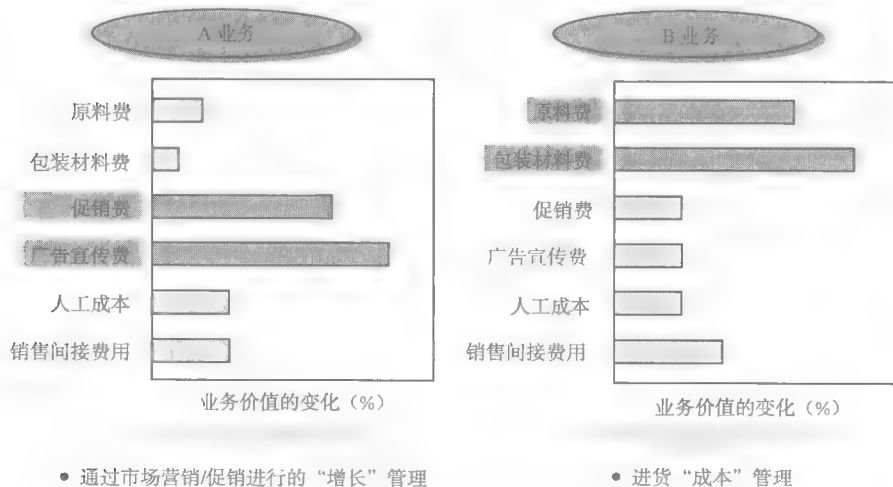 A 业务
原料费
包装材料费
促销费
广告宣传费
人工成本
销售间接费用
业务价值的变化（%）
• 通过市场营销/促销进行的“增长”管理
B 业务
原料费
包装材料费
促销费
广告宣传费
人工成本
销售间接费用
业务价值的变化（%）
• 进货“成本”管理